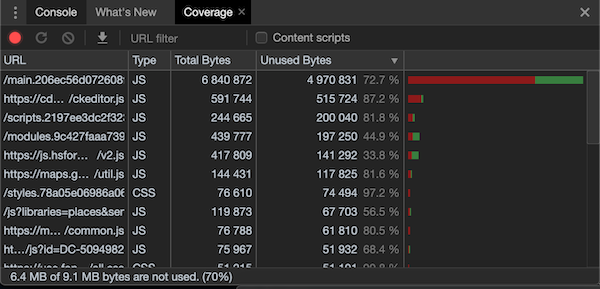 Console What's New Coverage
URL filter Content scripts
URL Type Total Bytes Unused Bytes
/main.206ec56d072608 JS 6 840 872 4 970 831 72.7 %
https://cd… /ckeditor.js JS 591 744 515 724 87.2 %
/scripts.2197ee3dc2f32 JS 244 665 200 040 81.8 %
/modules.9c427faaa739 JS 439 777 197 250 44.9 %
https://js.hsfor… /v2.js JS 417 809 141 292 33.8 %
https://maps.g… /util.js JS 144 431 117 825 81.6 %
/styles.78a05e06986a06 CSS 76 610 74 494 97.2 %
/js?libraries=places&ser JS 119 873 67 703 56.5 %
https://m… /common.js JS 76 788 61 810 80.5 %
ht…/js?id=DC-5094982 JS 75 967 51 932 68.4 %
CSS 51 215
6.4 MB of 9.1 MB bytes are not used. (70%)